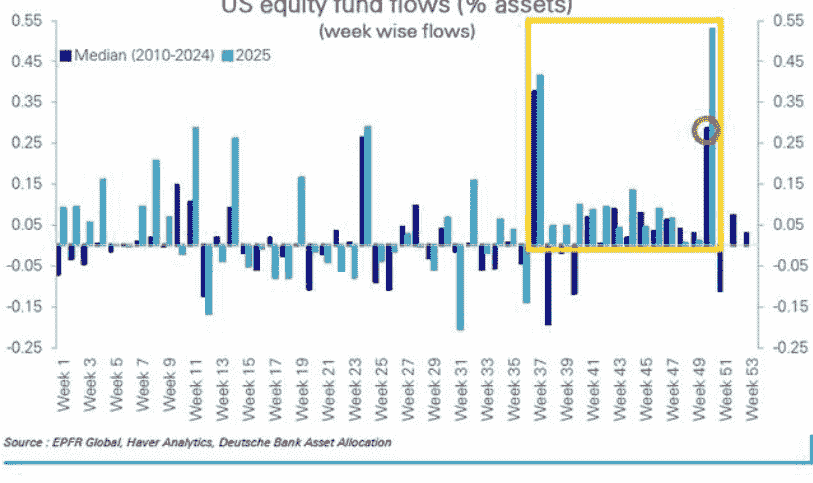 US equity fund flows (% assets)
(week wise flows)
Median (2010-2024) 2025
0.55
0.45
0.35
0.25
0.15
0.05
-0.05
-0.15
-0.25
0.55
0.45
0.35
0.25
0.15
0.05
-0.05
-0.15
-0.25
Week 1
Week 3
Week 5
Week 7
Week 9
Week 11
Week 13
Week 15
Week 17
Week 19
Week 21
Week 23
Week 25
Week 27
Week 29
Week 31
Week 33
Week 35
Week 37
Week 39
Week 41
Week 43
Week 45
Week 47
Week 49
Week 51
Week 53
Source : EPFR Global, Haver Analytics, Deutsche Bank Asset Allocation